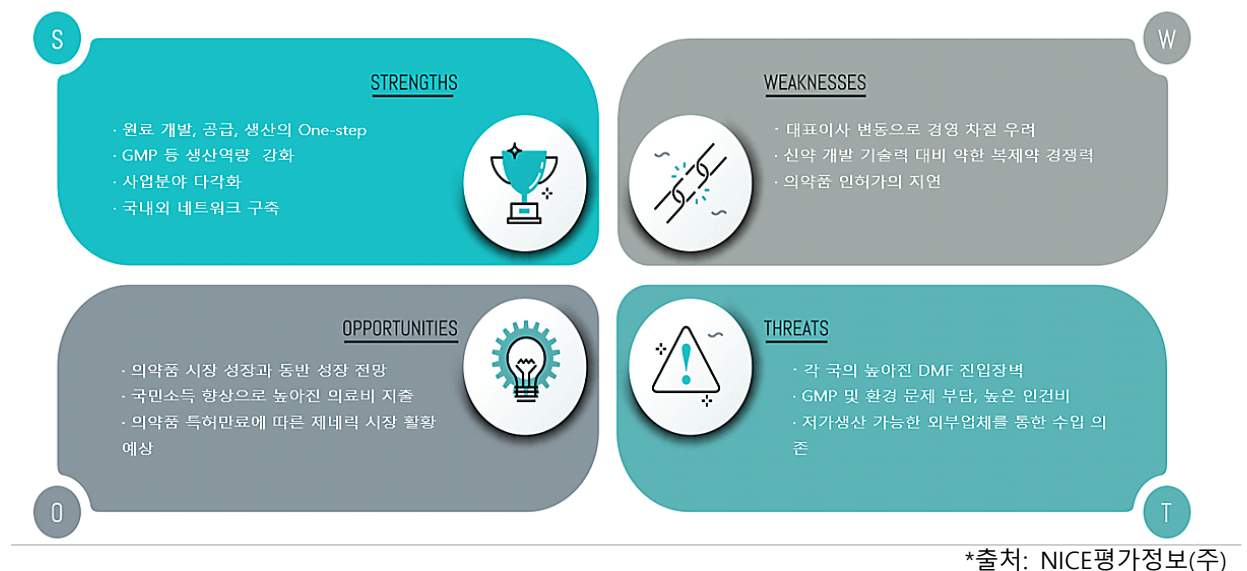 S
STRENGTHS
· 원료 개발, 공급, 생산의 One-step
· GMP 등 생산역량 강화
· 사업분야 다각화
· 국내외 네트워크 구축
W
WEAKNESSES
· 대표이사 변동으로 경영 차질 우려
· 신약 개발 기술력 대비 약한 복제약 경쟁력
· 의약품 인허가의 지연
O
OPPORTUNITIES
· 의약품 시장 성장과 동반 성장 전망
· 국민소득 향상으로 높아진 의료비 지출
· 의약품 특허만료에 따른 제네릭 시장 활황
예상
T
THREATS
· 각 국의 높아진 DMF 진입장벽
· GMP 및 환경 문제 부담, 높은 인건비
· 저가생산 가능한 외부업체를 통한 수입 의
존
*출처: NICE평가정보(주)